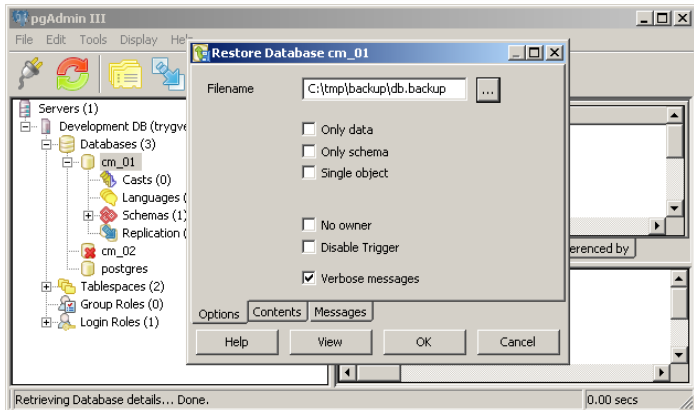 pgAdmin III
File Edit Tools Display Help
Restore Database cm_01
Filename C:\tmp\backup\db.backup ...
Only data
Only schema
Single object
No owner
Disable Trigger
Verbose messages
Options Contents Messages
Help View OK Cancel
Servers (1)
Development DB (trygve
Databases (3)
cm_01
Casts (0)
Languages (
Schemas (1)
Replication (
cm_02
postgres
Tablespaces (2)
Group Roles (0)
Login Roles (1)
erenced by
Retrieving Database details... Done. 0.00 secs